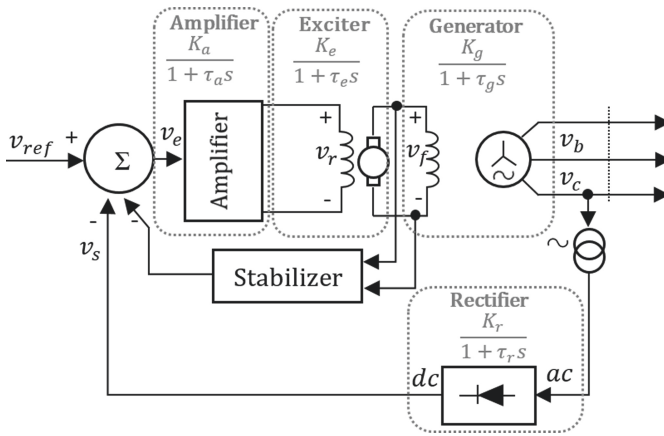 Amplifier
K_a
1 + τ_a s
Exciter
K_e
1 + τ_e s
Generator
K_g
1 + τ_g s
v_ref
+
Σ
-
-
v_e
Amplifier
+
v_r
-
+
v_f
-
v_b
v_c
~
~
v_s
Stabilizer
Rectifier
K_r
1 + τ_r s
dc
ac